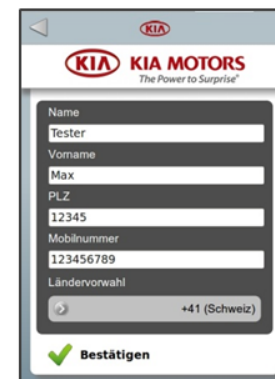 KIA
KIA KIA MOTORS
The Power to Surprise"
Name
Tester
Vorname
Max
PLZ
12345
Mobilnummer
123456789
Ländervorwahl
+41 (Schweiz)
Bestätigen